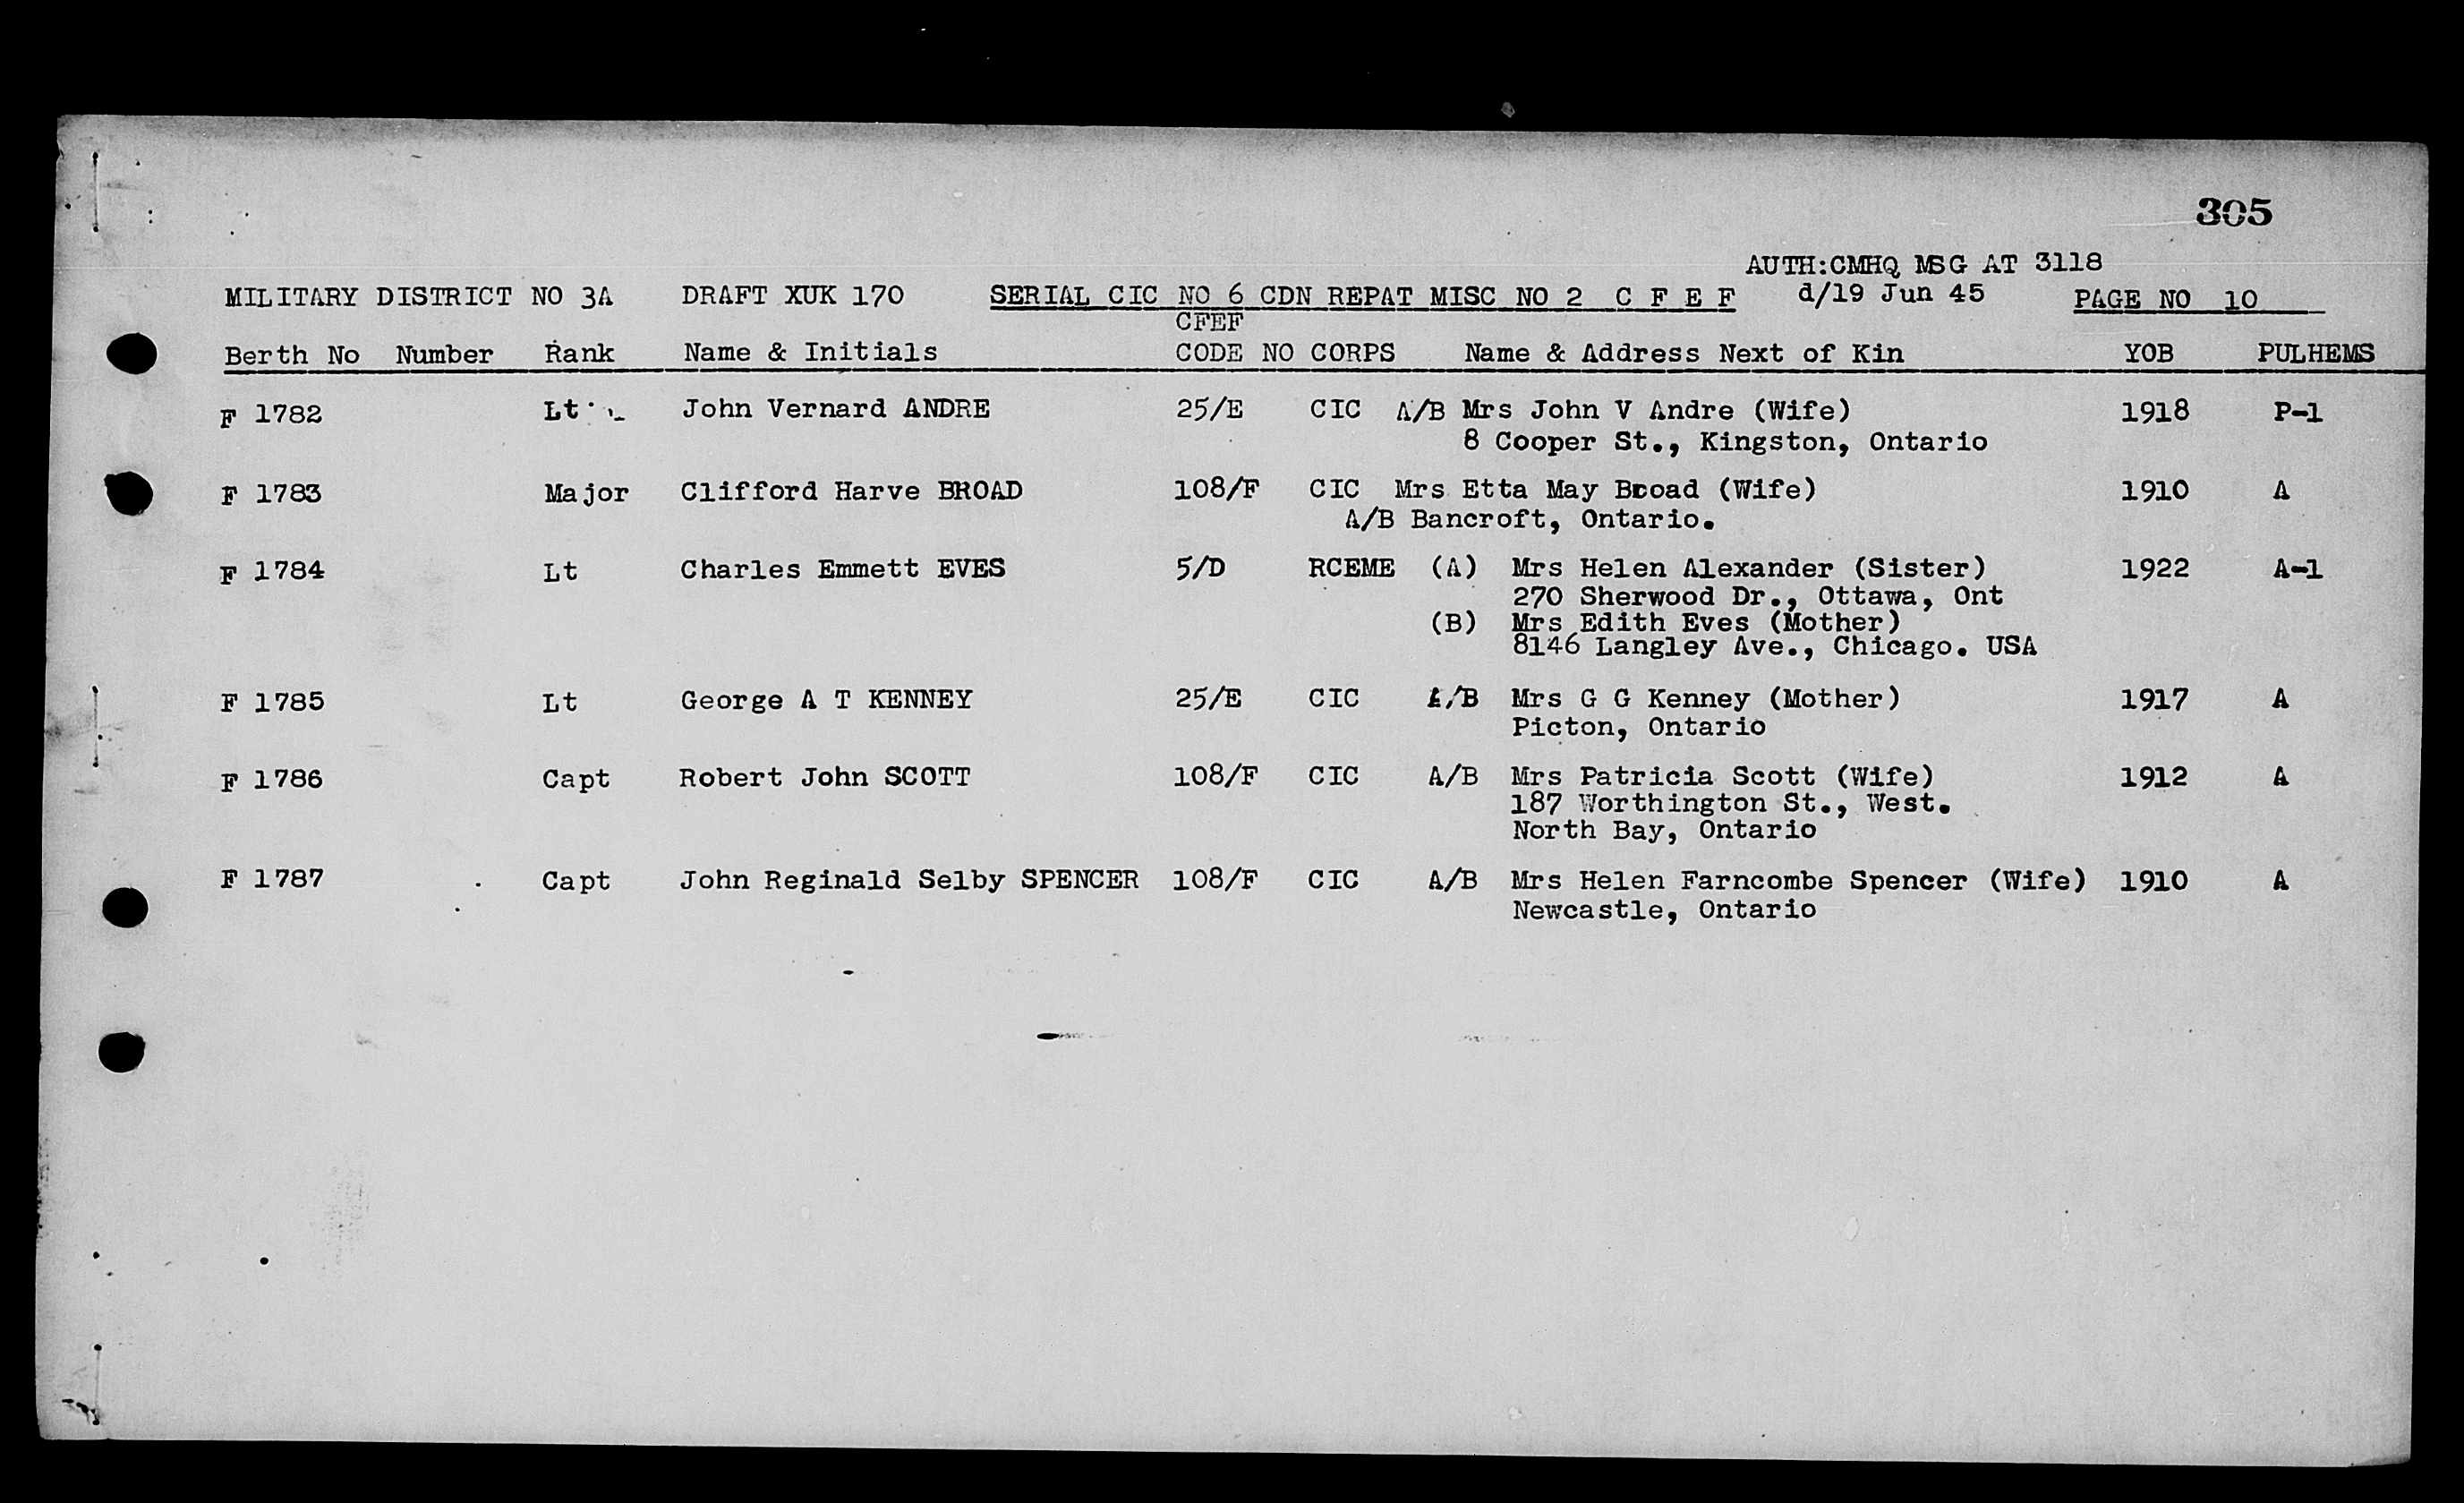 305
AUTH:CMHQ MSG AT 3118
MILITARY DISTRICT NO 3A DRAFT XUK 170 SERIAL CIC NO 6 CDN REPAT MISC NO 2 C F E F d/19 Jun 45 PAGE NO 10
CFEF
Berth No Number Rank Name & Initials CODE NO CORPS Name & Address Next of Kin YOB PULHEMS
F 1782 Lt John Vernard ANDRE 25/E CIC A/B Mrs John V Andre (Wife) 1918 P-1
8 Cooper St., Kingston, Ontario
F 1783 Major Clifford Harve BROAD 108/F CIC Mrs Etta May Broad (Wife) 1910 A
A/B Bancroft, Ontario.
F 1784 Lt Charles Emmett EVES 5/D RCEME (A) Mrs Helen Alexander (Sister) 1922 A-1
270 Sherwood Dr., Ottawa, Ont
(B) Mrs Edith Eves (Mother)
8146 Langley Ave., Chicago. USA
F 1785 Lt George A T KENNEY 25/E CIC A/B Mrs G G Kenney (Mother) 1917 A
Picton, Ontario
F 1786 Capt Robert John SCOTT 108/F CIC A/B Mrs Patricia Scott (Wife) 1912 A
187 Worthington St., West.
North Bay, Ontario
F 1787 Capt John Reginald Selby SPENCER 108/F CIC A/B Mrs Helen Farncombe Spencer (Wife) 1910 A
Newcastle, Ontario